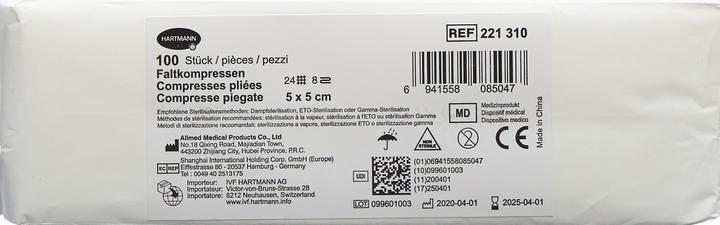 HARTMANN
REF 221 310
100 Stück / pièces / pezzi
Faltkompressen
Compresses pliées
Compresse piegate
24 8
5 x 5 cm
6 941558 085047
Empfohlene Sterilisationsmethoden: Dampfsterilisation, ETO-Sterilisation oder Gamma-Sterilisation
Méthodes de stérilisation recommandées: stérilisation à la vapeur, stérilisation à l'ETO ou stérilisation Gamma
Metodi di sterilizzazione raccomandati: sterilizzazione a vapore, sterilizzazione ETO o sterilizzazione gamma
MD
Medizinprodukt
Dispositif médical
Dispositivo medico
Made in China
Allmed Medical Products Co., Ltd
No.18 Qixing Road, Majiadian Town,
443200 Zhijiang City, Hubei Province, P.R.C.
NON
STERILE
CE
EC REP
Shanghai International Holding Corp. GmbH (Europe)
Eiffestrasse 80 - 20537 Hamburg - Germany
Tel: 0049 40 2513175
Importeur: IVF HARTMANN AG
Importateur: Victor-von-Bruns-Strasse 28
Importatore: 8212 Neuhausen, Switzerland
www.ivf.hartmann.info
UDI
(01)06941558085047
(10)099601003
(11)200401
(17)250401
LOT 099601003
2020-04-01
2025-04-01